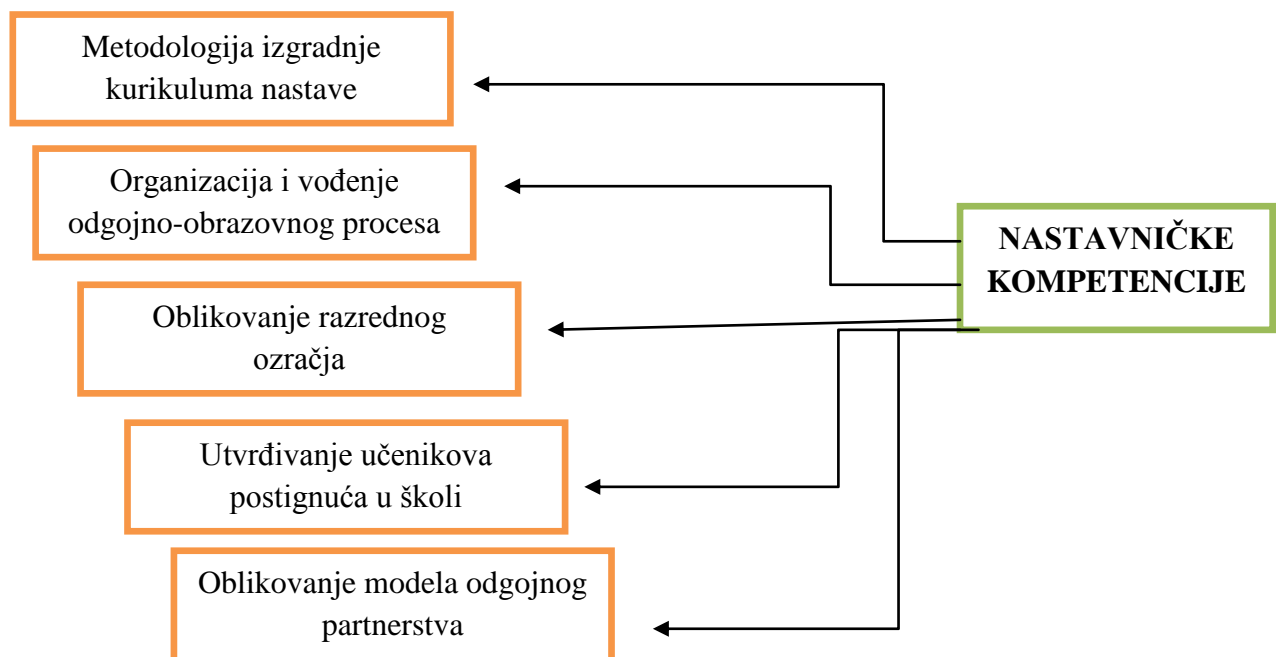 Metodologija izgradnje
kurikuluma nastave
Organizacija i vođenje
odgojno-obrazovnog procesa
NASTAVNIČKE
KOMPETENCIJE
Oblikovanje razrednog
ozračja
Utvrđivanje učenikova
postignuća u školi
Oblikovanje modela odgojnog
partnerstva